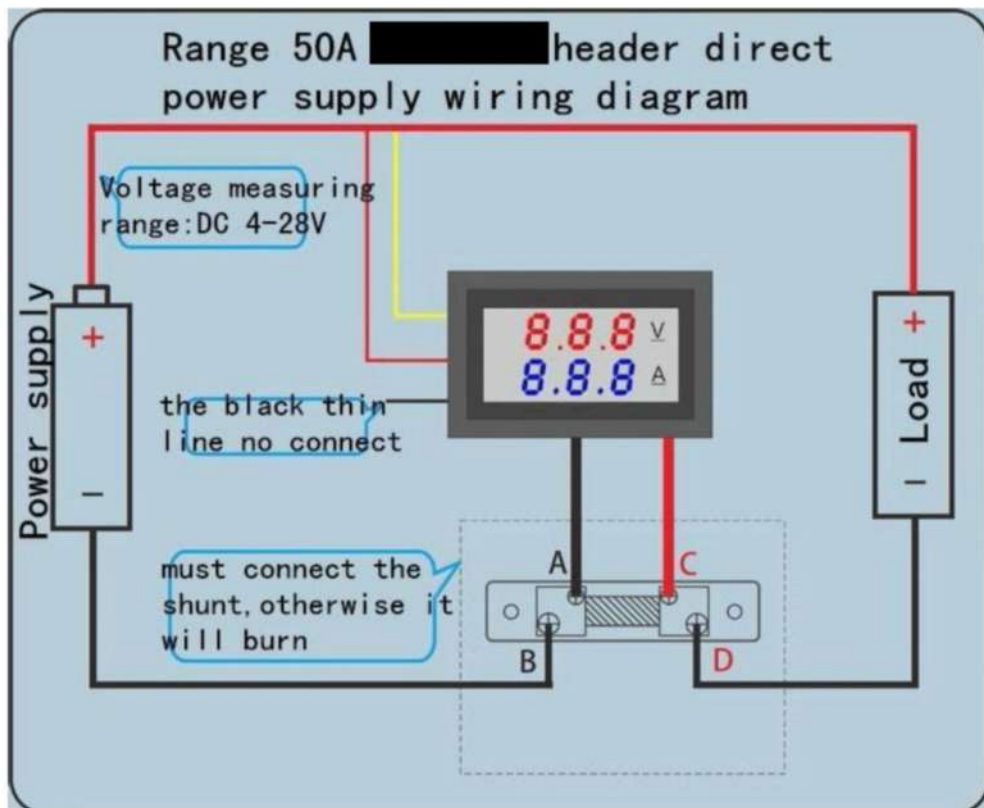 Range 50A header direct
power supply wiring diagram
Voltage measuring
range:DC 4-28V
Power supply
+
−
8.8.8 V
8.8.8 A
the black thin
line no connect
+
Load
−
must connect the
shunt,otherwise it
will burn
A
C
B
D